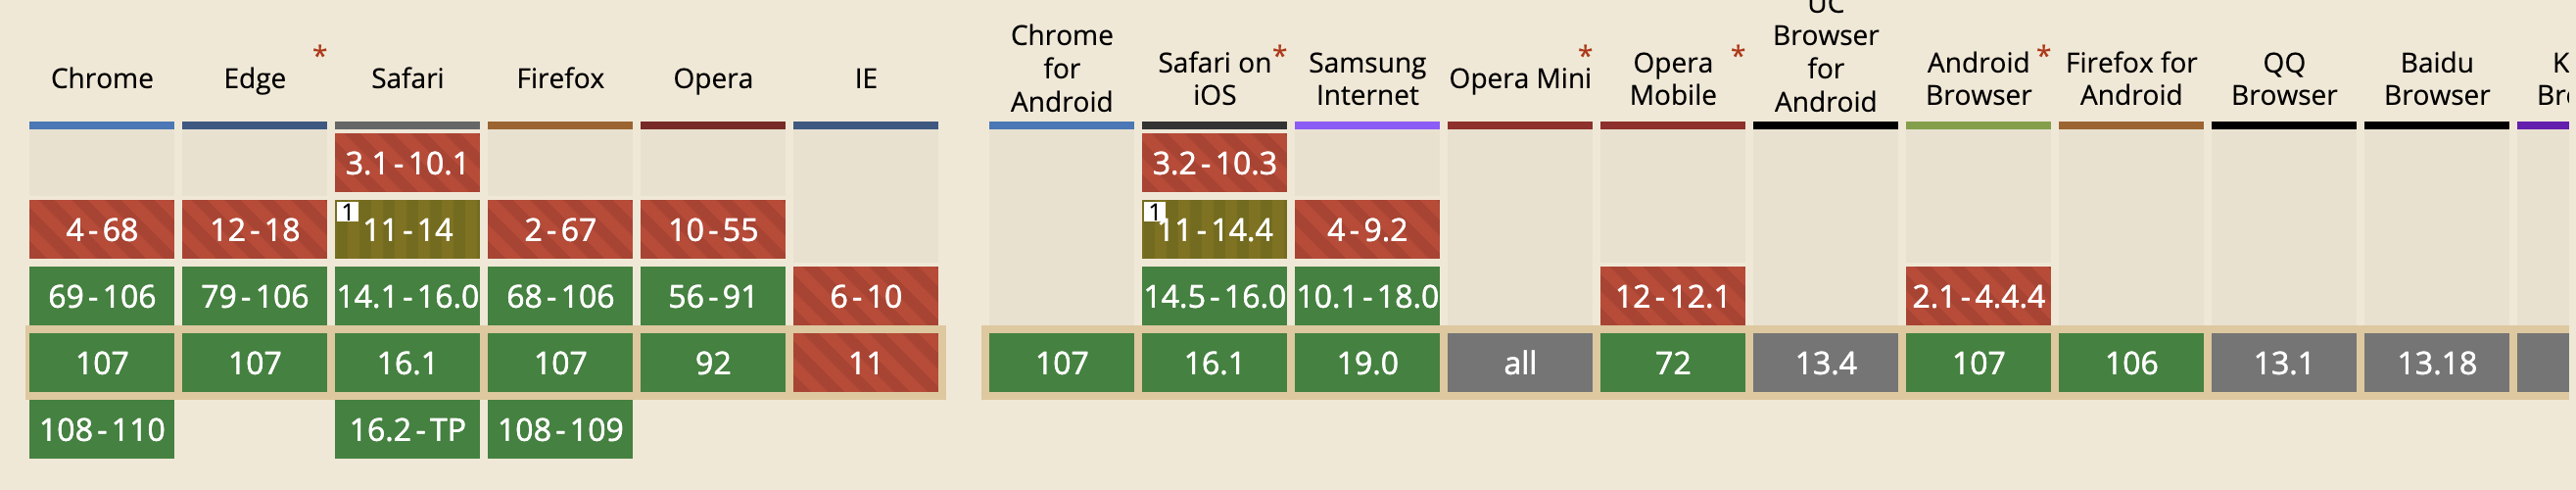 UC
Chrome
Browser
* Safari on * Samsung * Opera * Android * Firefox for QQ Baidu K
for for
Chrome Edge Safari Firefox Opera IE Opera Mini
iOS Internet Mobile Browser Android Browser Browser Bro
Android Android
3.1-10.1 3.2-10.3
4-68 12-18 1 11-14 2-67 10-55 1 11-14.4 4-9.2
69-106 79-106 14.1-16.0 68-106 56-91 6-10 14.5-16.0 10.1-18.0 12-12.1 2.1-4.4.4
107 107 16.1 107 92 11 107 16.1 19.0 all 72 13.4 107 106 13.1 13.18
108-110 16.2-TP 108-109